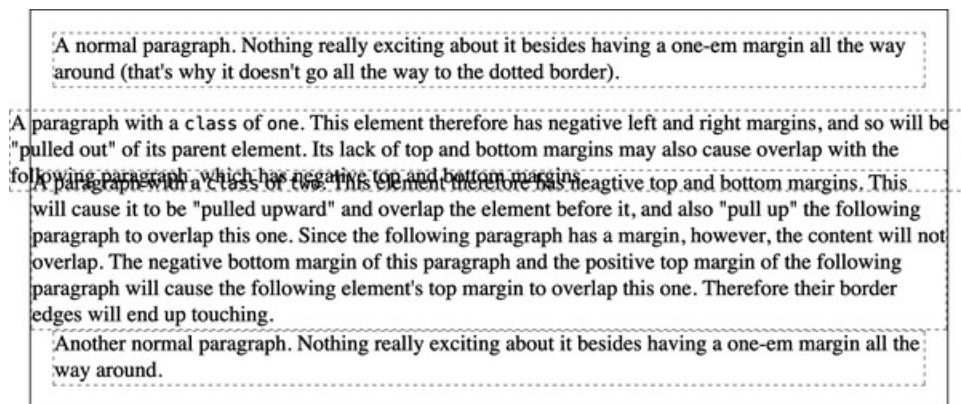 A normal paragraph. Nothing really exciting about it besides having a one-em margin all the way
around (that's why it doesn't go all the way to the dotted border).
A paragraph with a class of one. This element therefore has negative left and right margins, and so will be
"pulled out" of its parent element. Its lack of top and bottom margins may also cause overlap with the
following paragraph, which has negative top and bottom margins.
A paragraph with a class of two. This element therefore has neagtive top and bottom margins. This
will cause it to be "pulled upward" and overlap the element before it, and also "pull up" the following
paragraph to overlap this one. Since the following paragraph has a margin, however, the content will not
overlap. The negative bottom margin of this paragraph and the positive top margin of the following
paragraph will cause the following element's top margin to overlap this one. Therefore their border
edges will end up touching.
Another normal paragraph. Nothing really exciting about it besides having a one-em margin all the
way around.